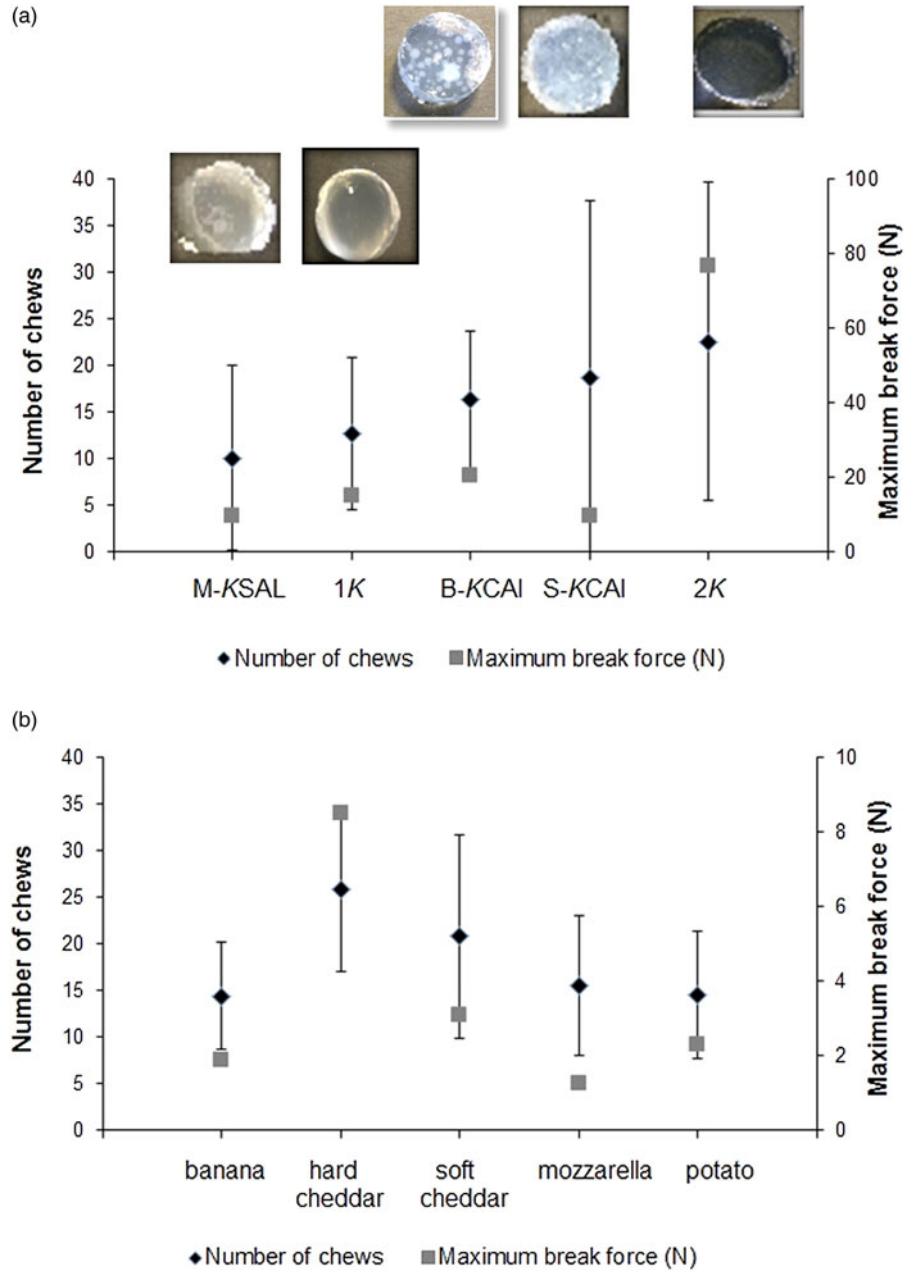 (a)
40
35
30
25
20
15
10
5
0
Number of chews
100
80
60
40
20
0
Maximum break force (N)
M-KSAL 1K B-KCAl S-KCAl 2K
Number of chews Maximum break force (N)
(b)
40
35
30
25
20
15
10
5
0
Number of chews
10
8
6
4
2
0
Maximum break force (N)
banana hard soft mozzarella potato
cheddar cheddar
Number of chews Maximum break force (N)